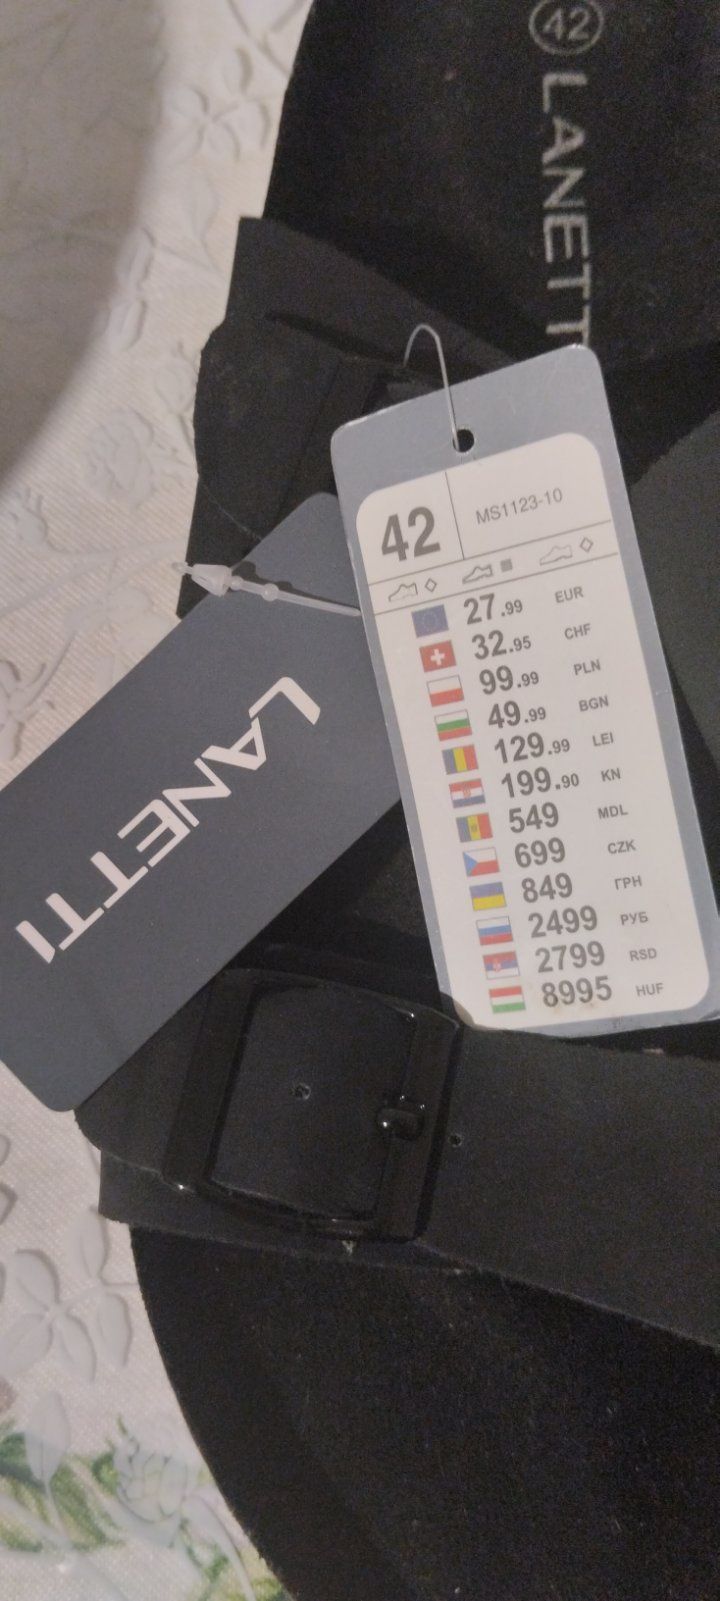 42 LANETT
42
MS1123-10
27.99 EUR
32.95 CHF
99.99 PLN
49.99 BGN
129.99 LEI
199.90 KN
549 MDL
699 CZK
849 ГРН
2499 РУБ
2799 RSD
8995 HUF
LANETTI